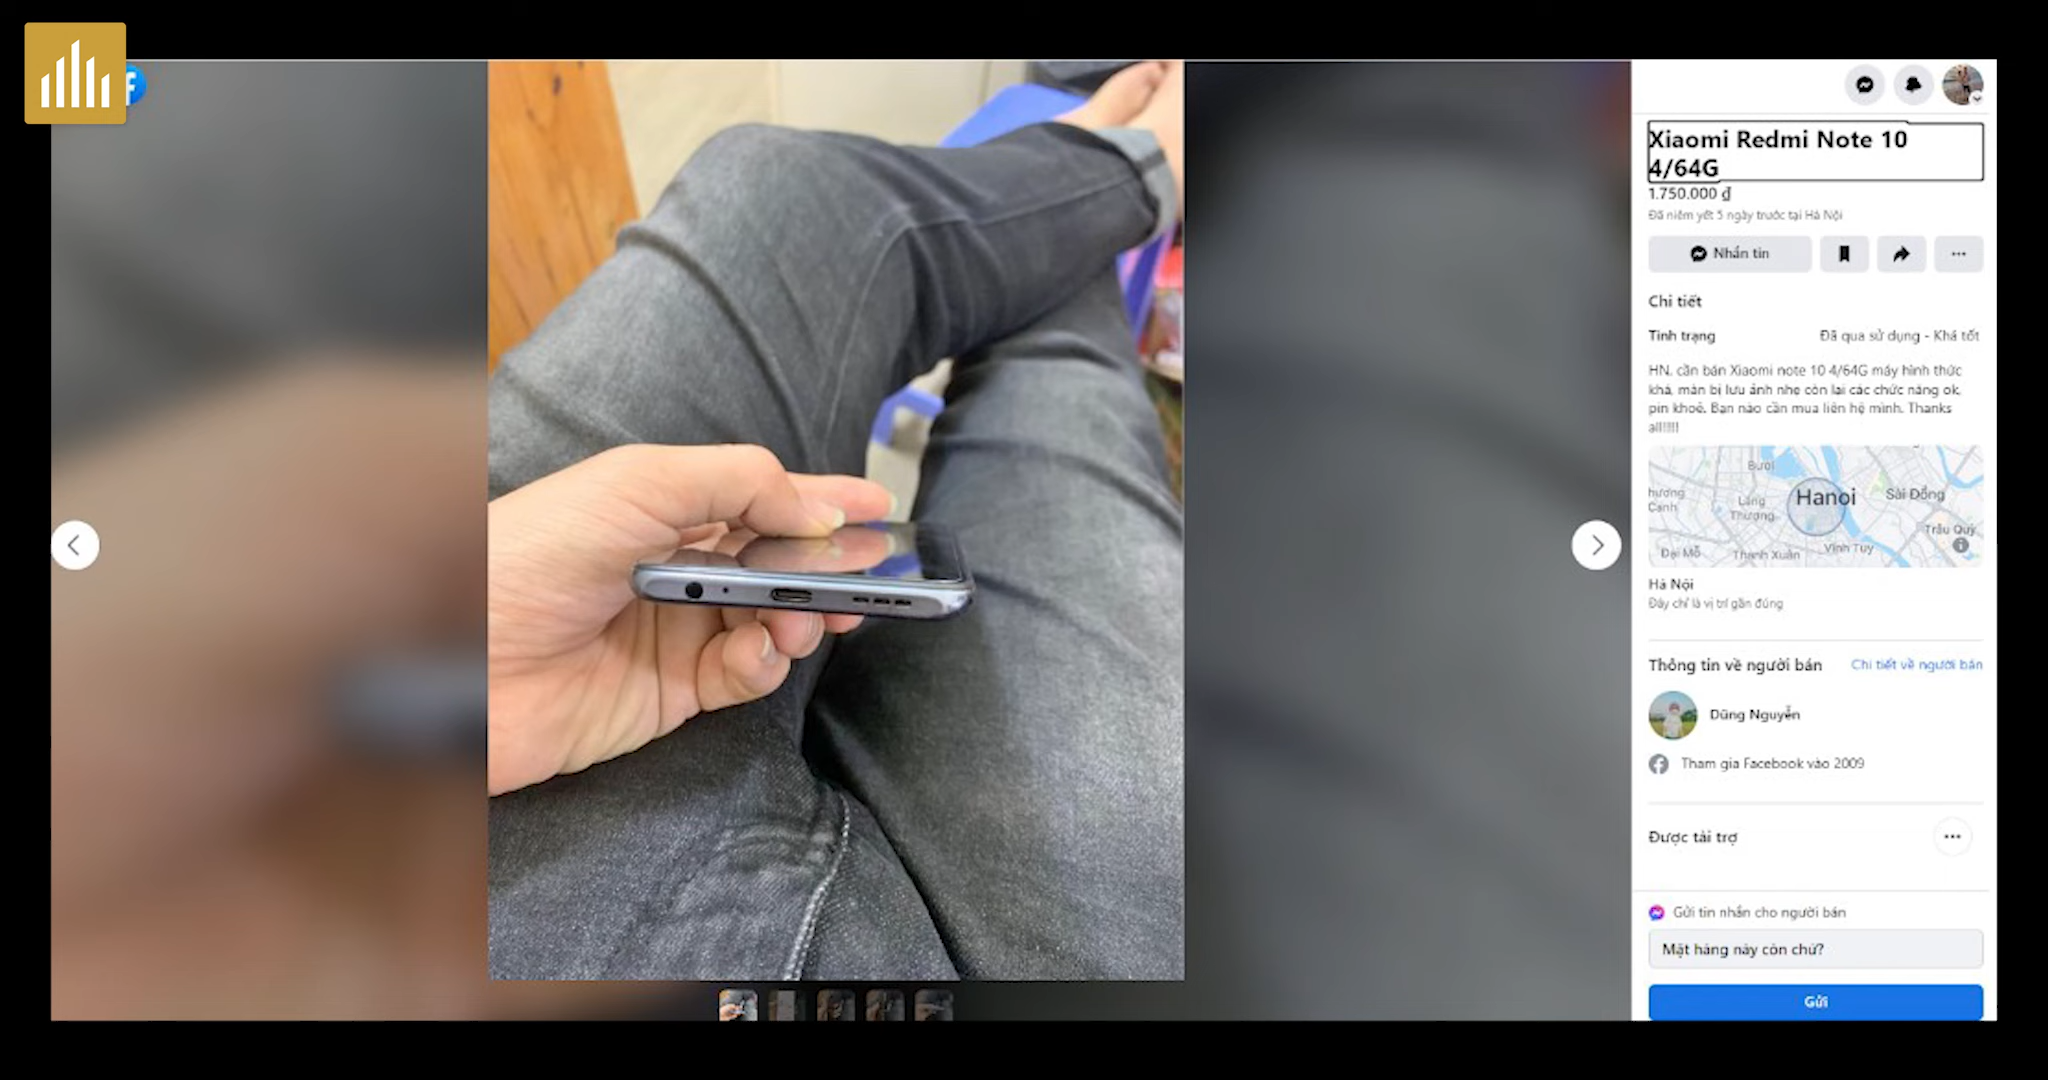 Xiaomi Redmi Note 10
4/64G
1.750.000 ₫
Đã niêm yết 5 ngày trước tại Hà Nội
Nhắn tin
Chi tiết
Tình trạng
Đã qua sử dụng - Khá tốt
HN, cần bán Xiaomi note 10 4/64G máy hình thức
khá, màn bị lưu ảnh nhẹ còn lại các chức năng ok,
pin khoẻ. Bạn nào cần mua liên hệ mình. Thanks
all!!!!!
Bưởi
Hanoi
Sài Đồng
Láng
Thượng
Trâu Quỳ
Đại Mỗ
Thanh Xuân
Vĩnh Tuy
Hà Nội
Đây chỉ là vị trí gần đúng
Thông tin về người bán
Chi tiết về người bán
Dũng Nguyễn
Tham gia Facebook vào 2009
Được tài trợ
Gửi tin nhắn cho người bán
Mặt hàng này còn chứ?
Gửi